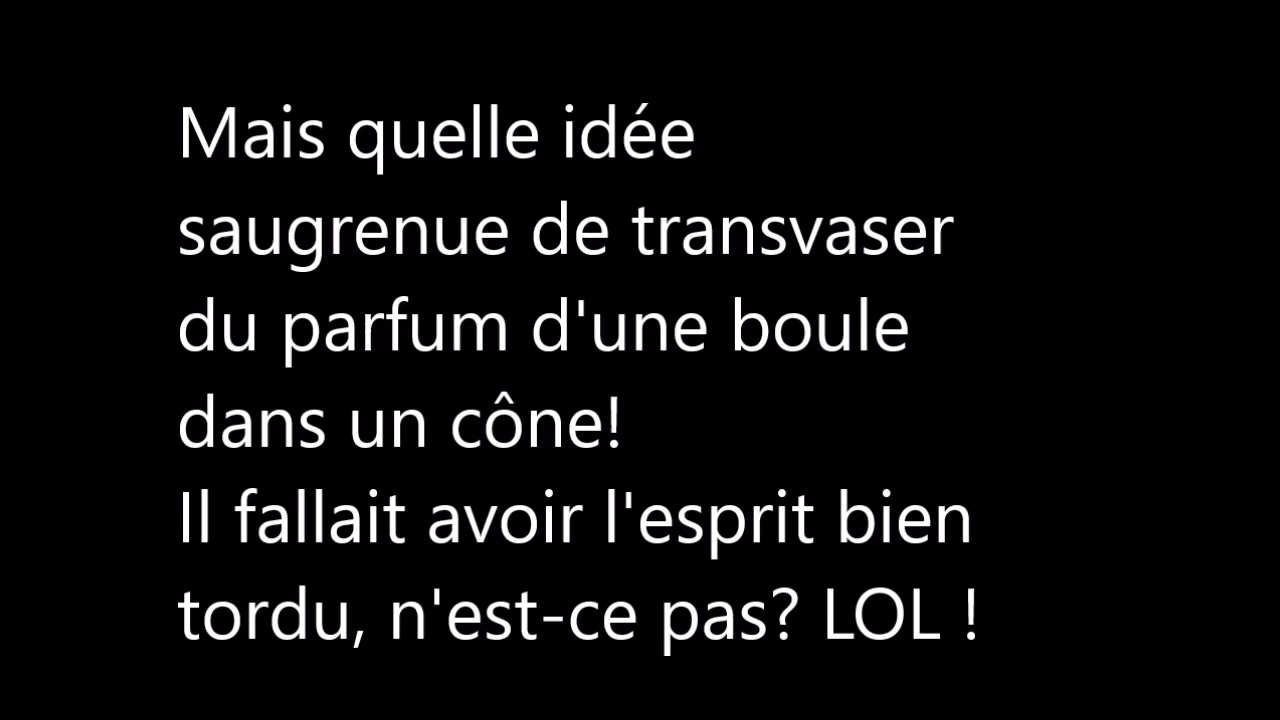 Mais quelle idée
saugrenue de transvaser
du parfum d'une boule
dans un cône!
Il fallait avoir l'esprit bien
tordu, n'est-ce pas? LOL !